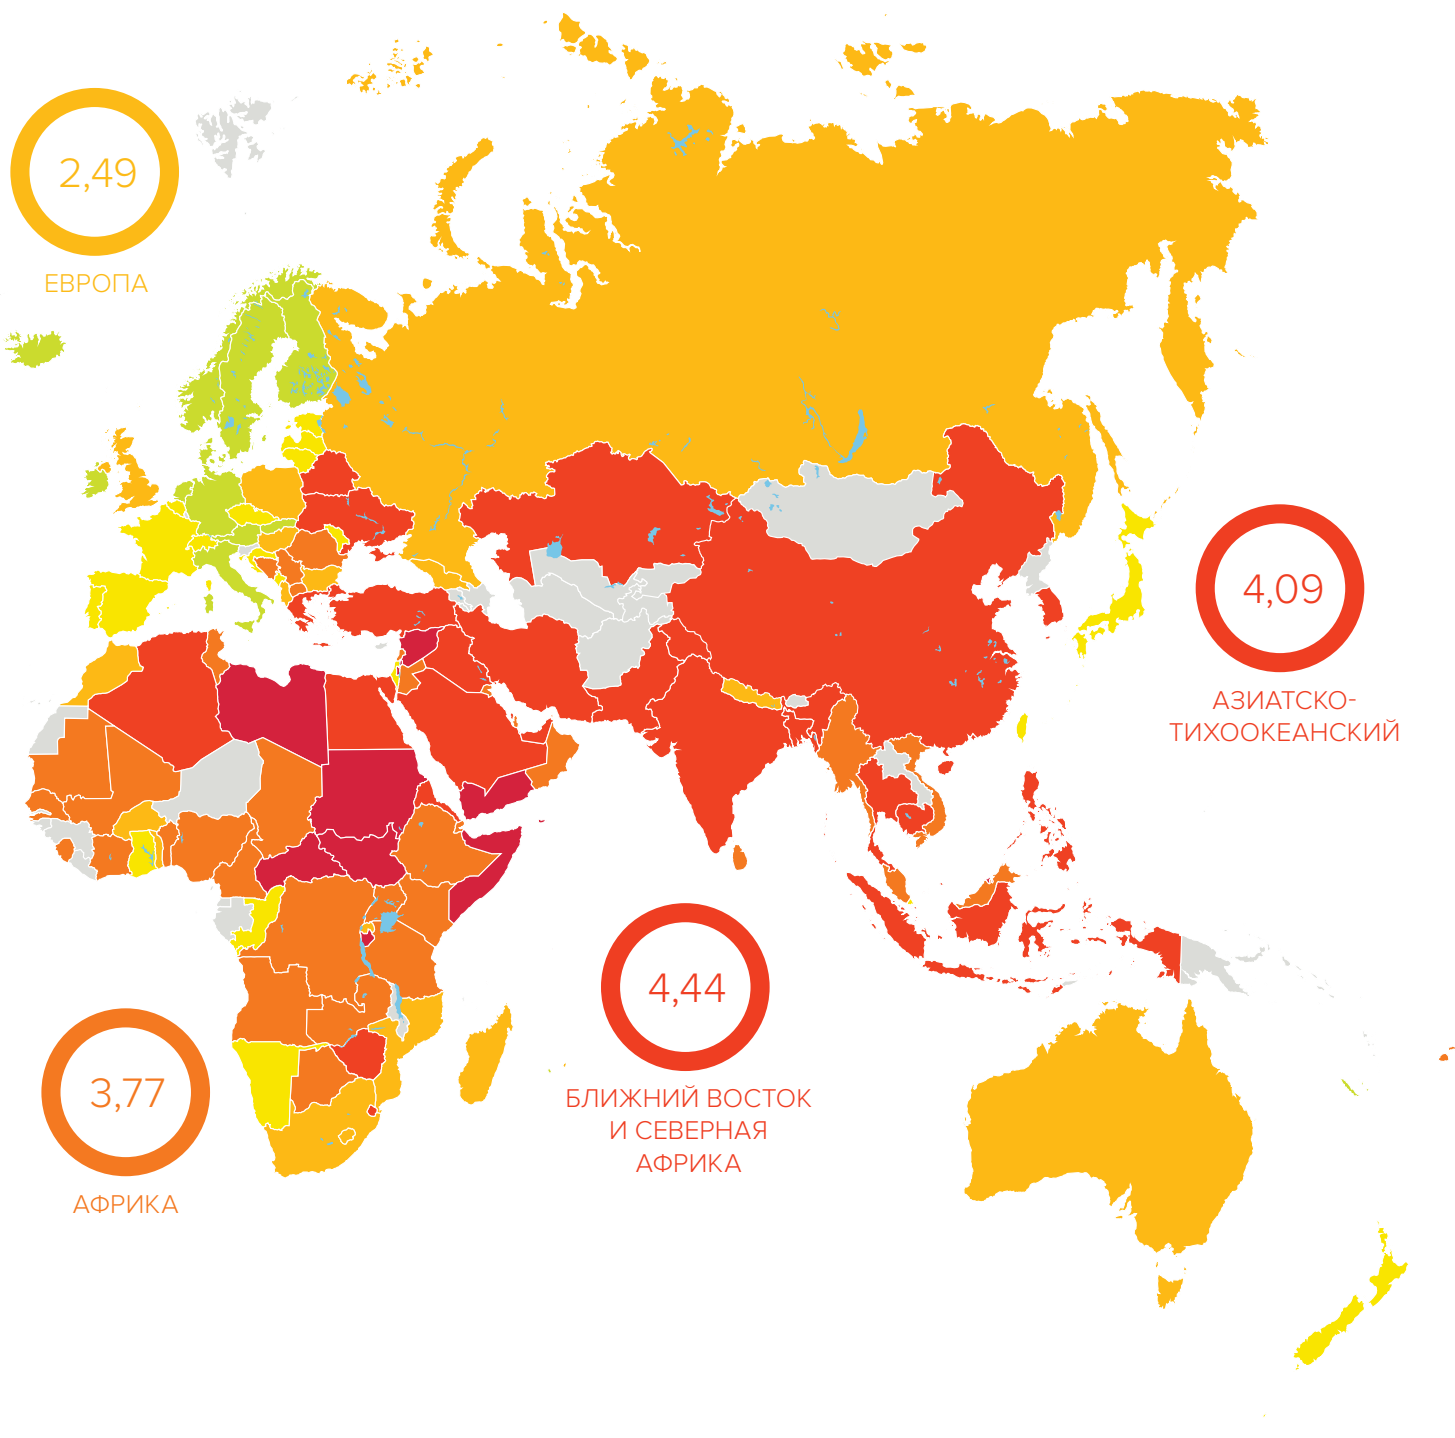 2,49
ЕВРОПА
4,09
АЗИАТСКО-
ТИХООКЕАНСКИЙ
4,44
БЛИЖНИЙ ВОСТОК
И СЕВЕРНАЯ
АФРИКА
3,77
АФРИКА